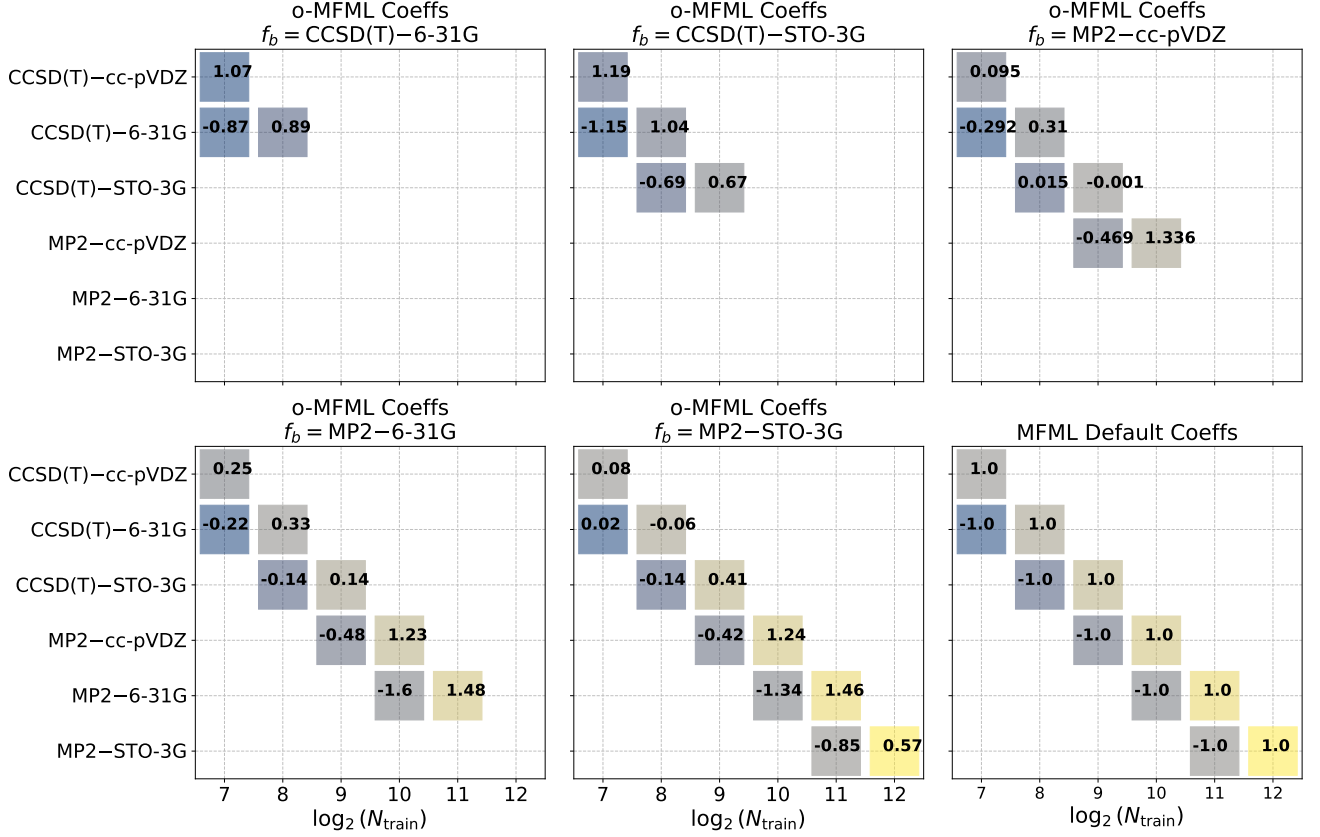 o-MFML Coeffs
f_b = CCSD(T)−6-31G
o-MFML Coeffs
f_b = CCSD(T)−STO-3G
o-MFML Coeffs
f_b = MP2−cc-pVDZ
CCSD(T)−cc-pVDZ
1.07
1.19
0.095
CCSD(T)−6-31G
-0.87 0.89
-1.15 1.04
-0.292 0.31
CCSD(T)−STO-3G
-0.69 0.67
0.015 -0.001
MP2−cc-pVDZ
-0.469 1.336
MP2−6-31G
MP2−STO-3G
o-MFML Coeffs
f_b = MP2−6-31G
o-MFML Coeffs
f_b = MP2−STO-3G
MFML Default Coeffs
CCSD(T)−cc-pVDZ
0.25
0.08
1.0
CCSD(T)−6-31G
-0.22 0.33
0.02 -0.06
-1.0 1.0
CCSD(T)−STO-3G
-0.14 0.14
-0.14 0.41
-1.0 1.0
MP2−cc-pVDZ
-0.48 1.23
-0.42 1.24
-1.0 1.0
MP2−6-31G
-1.6 1.48
-1.34 1.46
-1.0 1.0
MP2−STO-3G
-0.85 0.57
-1.0 1.0
7 8 9 10 11 12
7 8 9 10 11 12
7 8 9 10 11 12
log2 (Ntrain)
log2 (Ntrain)
log2 (Ntrain)